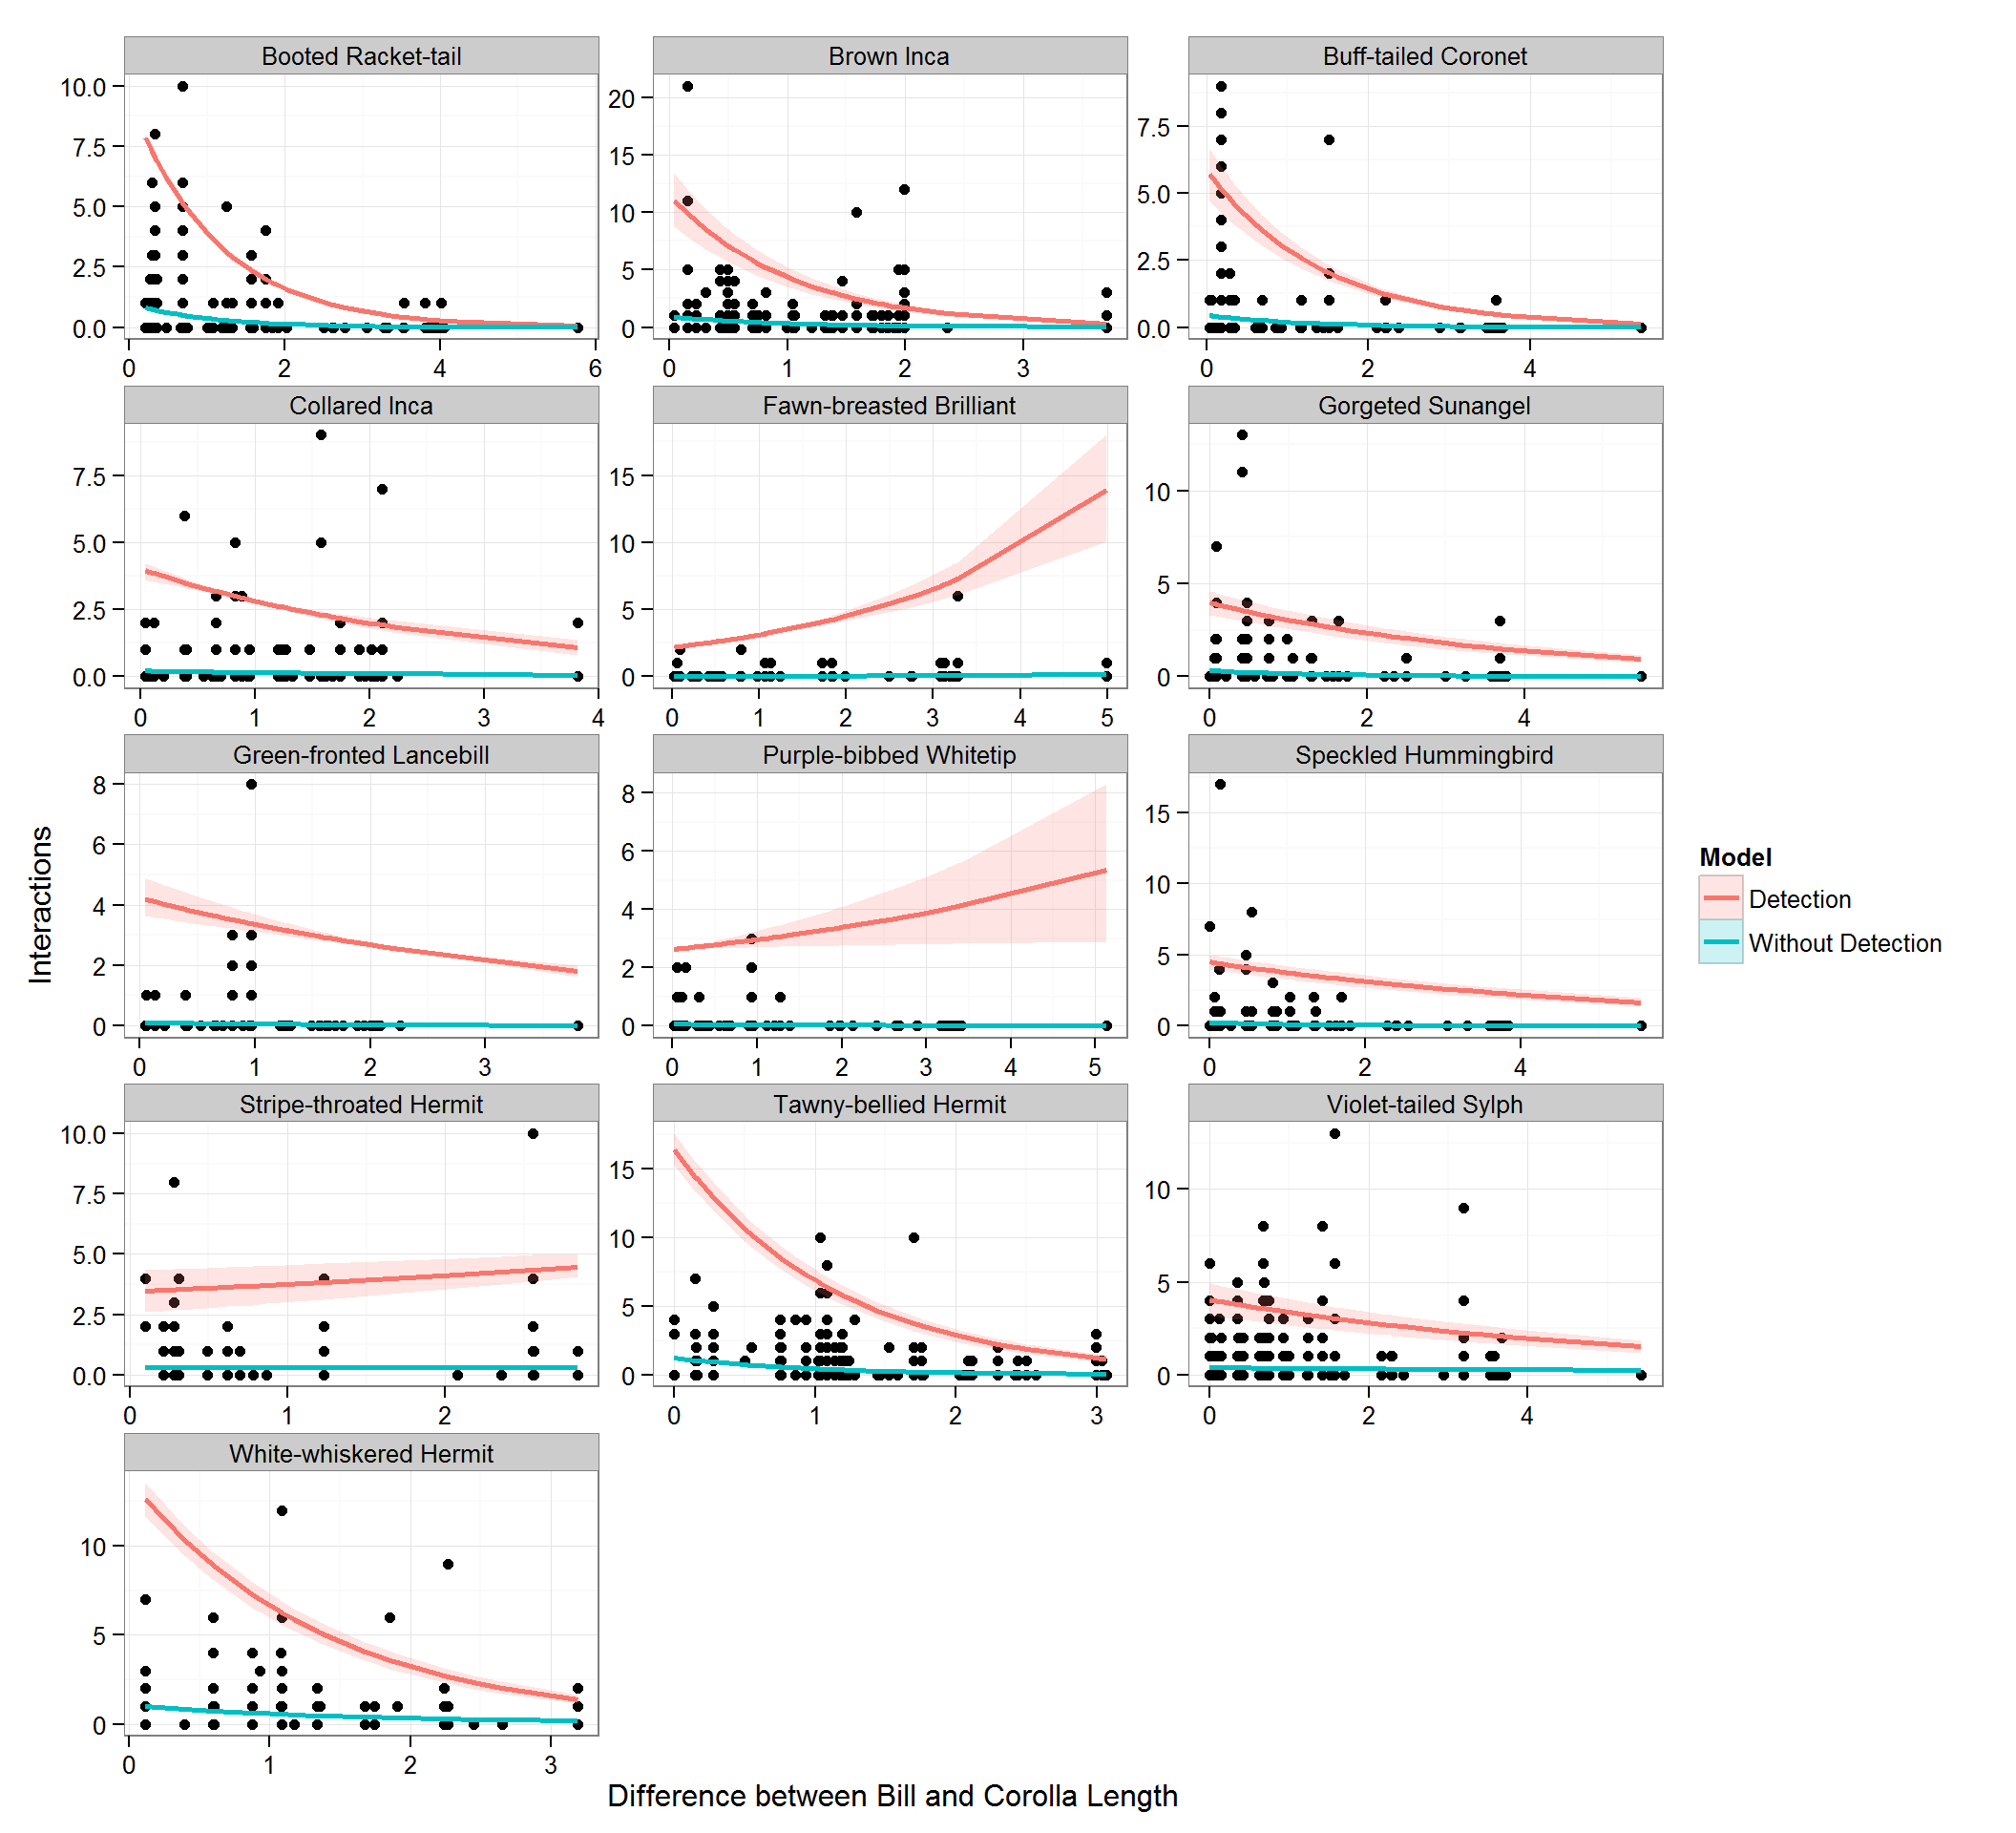 Booted Racket-tail Brown Inca Buff-tailed Coronet
10.0 7.5 5.0 2.5 0.0 20 15 10 5 0 7.5 5.0 2.5 0.0
0 2 4 6 0 1 2 3 0 2 4
Collared Inca Fawn-breasted Brilliant Gorgeted Sunangel
7.5 5.0 2.5 0.0 15 10 5 0 10 5 0
0 1 2 3 4 0 1 2 3 4 5 0 2 4
Green-fronted Lancebill Purple-bibbed Whitetip Speckled Hummingbird
8 6 4 2 0 8 6 4 2 0 15 10 5 0
0 1 2 3 0 1 2 3 4 5 0 2 4
Stripe-throated Hermit Tawny-bellied Hermit Violet-tailed Sylph
10.0 7.5 5.0 2.5 0.0 15 10 5 0 10 5 0
0 1 2 0 1 2 3 0 2 4
White-whiskered Hermit
10 5 0
0 1 2 3
Interactions
Difference between Bill and Corolla Length
Model
Detection
Without Detection